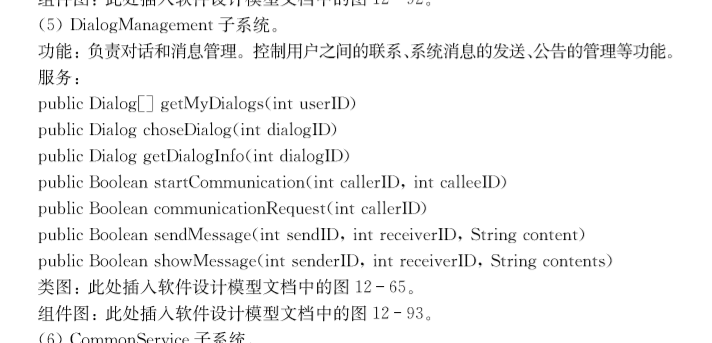 组件图：此处插入软件设计模型文档中的图 12-92。
(5) DialogManagement 子系统。
功能：负责对话和消息管理。控制用户之间的联系、系统消息的发送、公告的管理等功能。
服务：
public Dialog[] getMyDialogs(int userID)
public Dialog choseDialog(int dialogID)
public Dialog getDialogInfo(int dialogID)
public Boolean startCommunication(int callerID, int calleeID)
public Boolean communicationRequest(int callerID)
public Boolean sendMessage(int sendID, int receiverID, String content)
public Boolean showMessage(int senderID, int receiverID, String contents)
类图：此处插入软件设计模型文档中的图 12-65。
组件图：此处插入软件设计模型文档中的图 12-93。
(6) CommonService 子系统